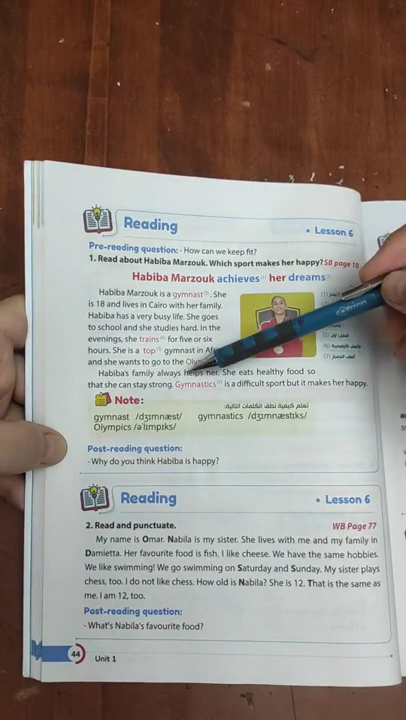 Reading
• Lesson 6
Pre-reading question: - How can we keep fit?
1. Read about Habiba Marzouk. Which sport makes her happy? SB page 10
Habiba Marzouk achieves(1) her dreams
Habiba Marzouk is a gymnast(2). She
is 18 and lives in Cairo with her family.
Habiba has a very busy life. She goes
to school and she studies hard. In the
evenings, she trains(4) for five or six
hours. She is a top(5) gymnast in
and she wants to go to the
Habiba's family always helps her. She eats healthy food so
that she can stay strong. Gymnastics(7) is a difficult sport but it makes her happy.
Note:
تعلم كيفية نطق الكلمات التالية:
gymnast /dʒɪmnæst/ gymnastics /dʒɪmnæstɪks/
Olympics /əˈlɪmpɪks/
Post-reading question:
- Why do you think Habiba is happy?
Reading
• Lesson 6
2. Read and punctuate. WB Page 77
My name is Omar. Nabila is my sister. She lives with me and my family in
Damietta. Her favourite food is fish. I like cheese. We have the same hobbies.
We like swimming! We go swimming on Saturday and Sunday. My sister plays
chess, too. I do not like chess. How old is Nabila? She is 12. That is the same as
me. I am 12, too.
Post-reading question:
- What's Nabila's favourite food?
44
Unit 1